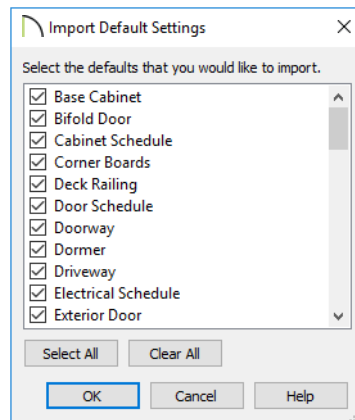 Import Default Settings
Select the defaults that you would like to import.
Base Cabinet
Bifold Door
Cabinet Schedule
Corner Boards
Deck Railing
Door Schedule
Doorway
Dormer
Driveway
Electrical Schedule
Exterior Door
Select All Clear All
OK Cancel Help